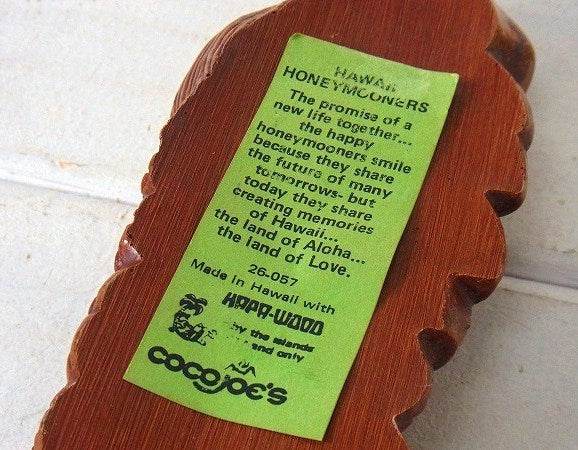 HAWAII
HONEYMOONERS
The promise of a
new life together...
the happy
honeymooners smile
because they share
the future of many
tomorrows- but
today they share
creating memories
of Hawaii...
the land of Aloha...
the land of Love.
26-057
Made in Hawaii with
HAPA-WOOD
by the islands
and only
COCO JOE'S